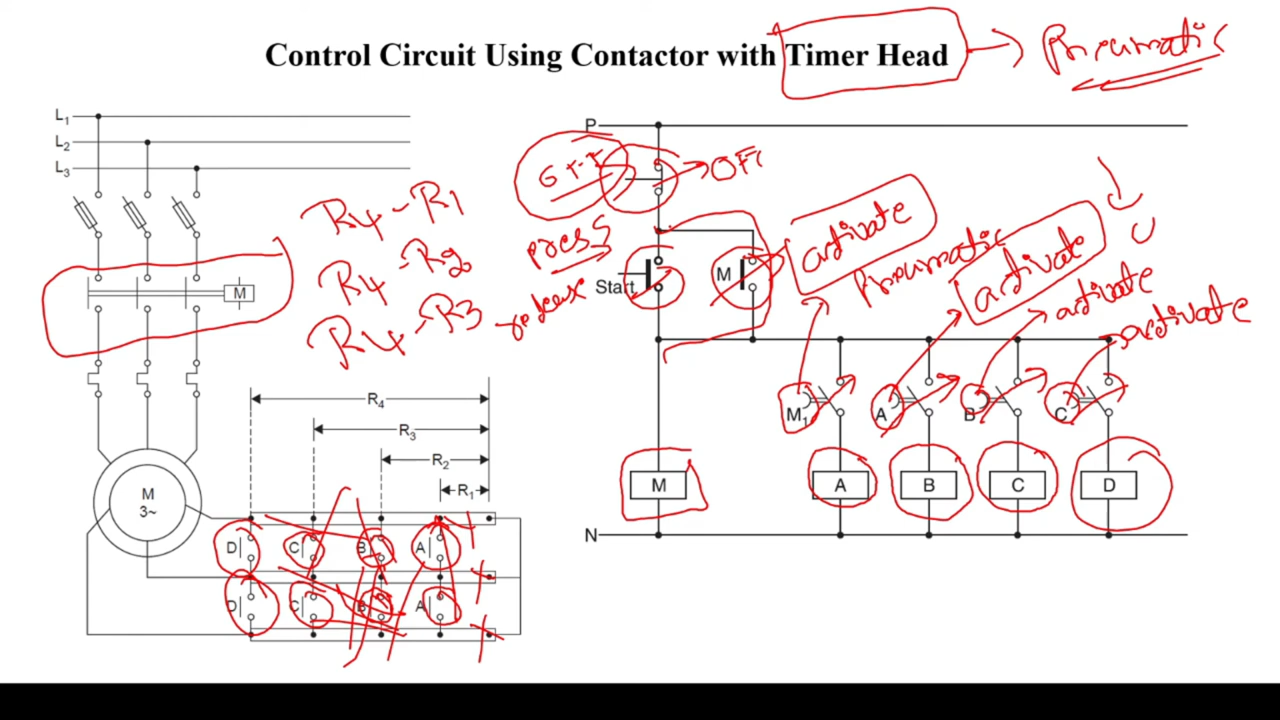 Control Circuit Using Contactor with Timer Head
Pneumatic
L1
L2
L3
P
OFF
R4 - R1
R4 - R2
R4 - R3
press
Start
M
activate
Pneumatic
activate
activate
activate
M
R4
R3
R2
R1
M1
A
B
C
M
A
B
C
D
M
3~
D
C
B
A
D
C
B
A
N